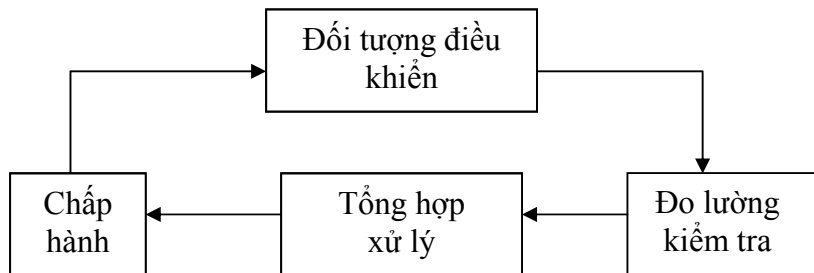 Đối tượng điều
khiển
Chấp
hành
Tổng hợp
xử lý
Đo lường
kiểm tra